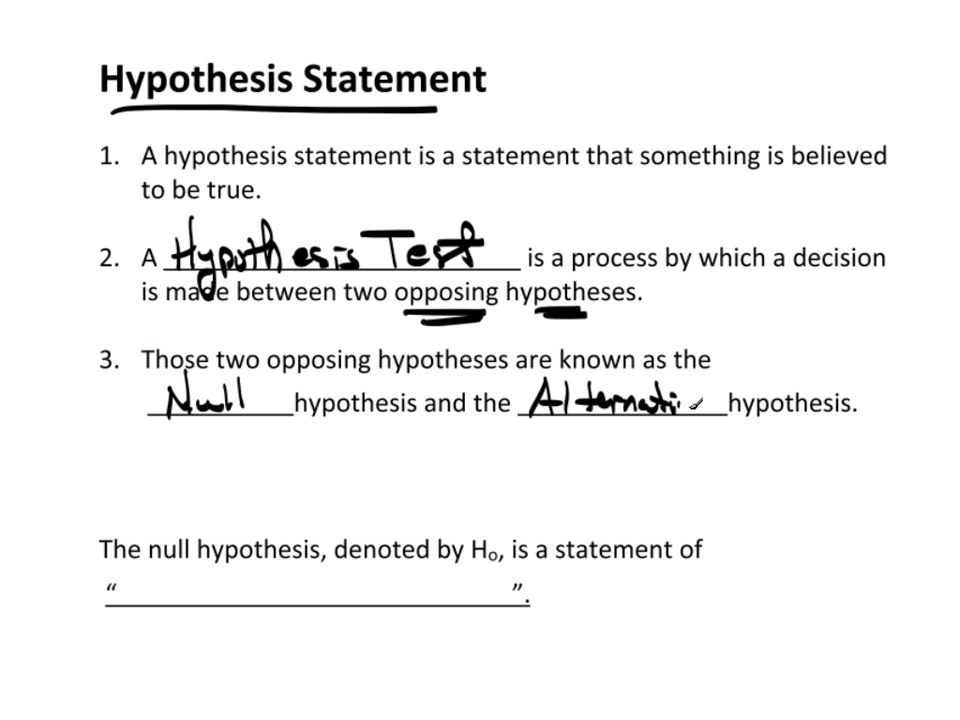 Hypothesis Statement
1. A hypothesis statement is a statement that something is believed
to be true.
2. A Hypothesis Test is a process by which a decision
is made between two opposing hypotheses.
3. Those two opposing hypotheses are known as the
Null hypothesis and the Alternati hypothesis.
The null hypothesis, denoted by Ho, is a statement of
“ ”.